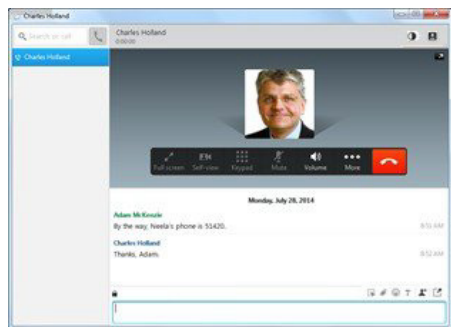 Charles Holland
Search or call
Charles Holland
0:00:00
Charles Holland
Full screen Self-view Keypad Mute Volume More
Monday, July 28, 2014
Adam McKenzie
By the way, Neela's phone is 51420.
8:51 AM
Charles Holland
Thanks, Adam.
8:52 AM